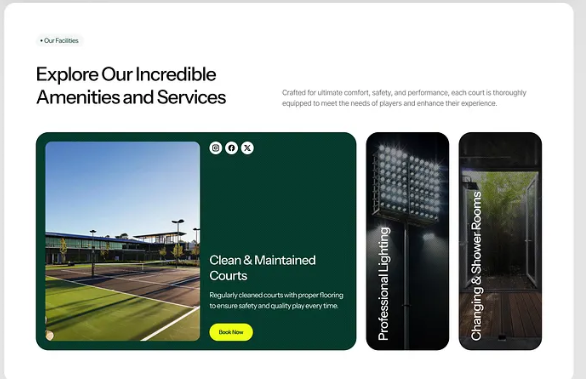 • Our Facilities
Explore Our Incredible
Amenities and Services
Crafted for ultimate comfort, safety, and performance, each court is thoroughly
equipped to meet the needs of players and enhance their experience.
Clean & Maintained
Courts
Regularly cleaned courts with proper flooring
to ensure safety and quality play every time.
Book Now
Professional Lighting
Changing & Shower Rooms